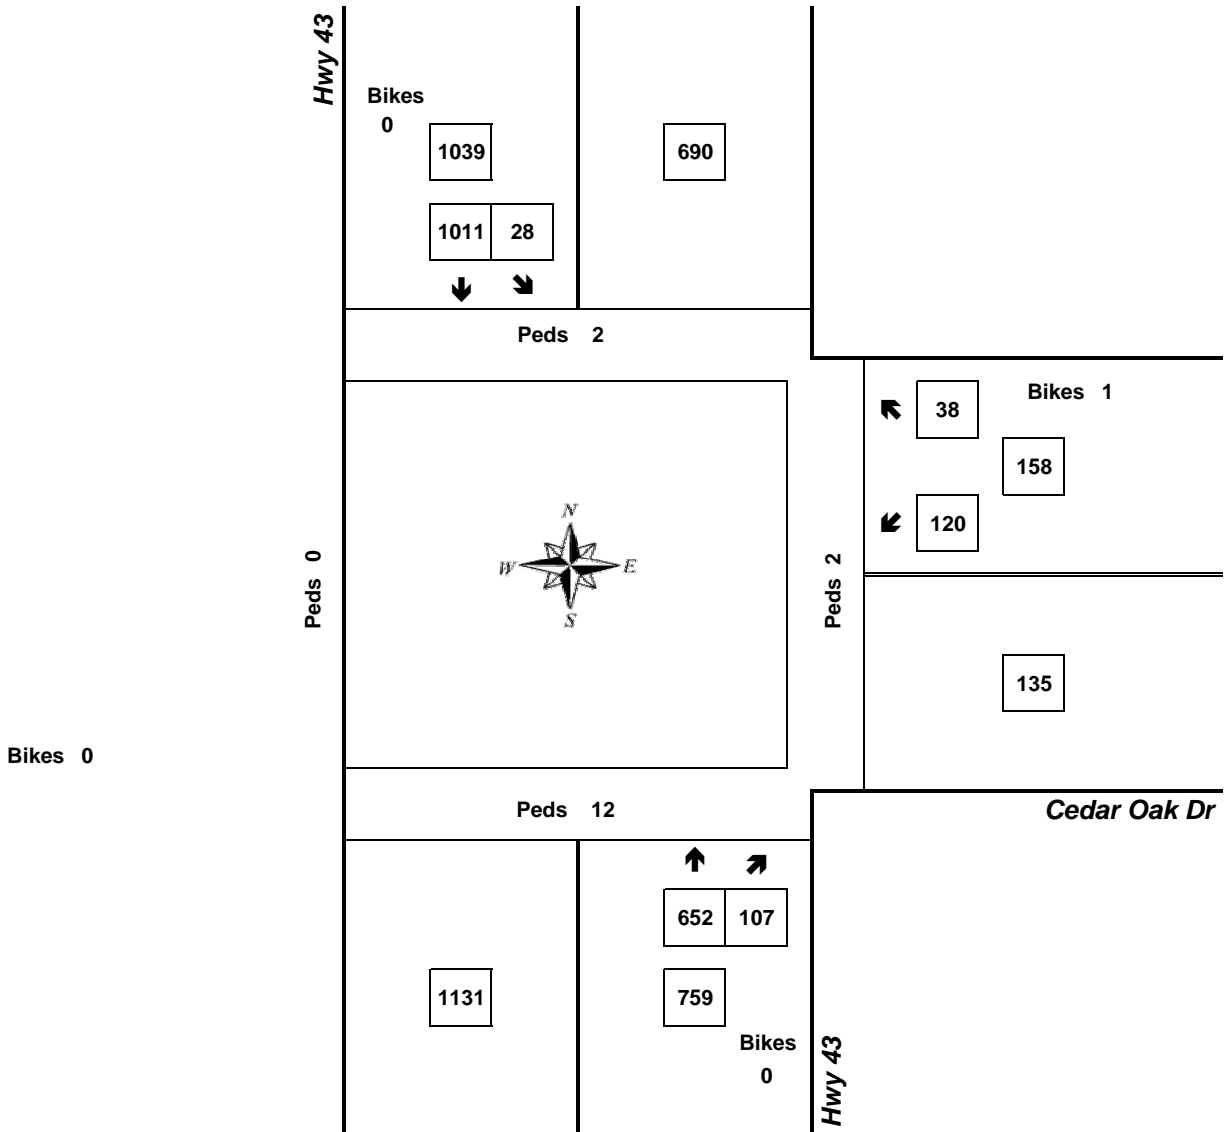 Hwy 43
Bikes
0
1039
690
1011 28
Peds 2
38
Bikes 1
158
120
N
W E
S
Peds 0
Peds 2
135
Bikes 0
Peds 12
Cedar Oak Dr
652 107
1131
759
Bikes
0
Hwy 43